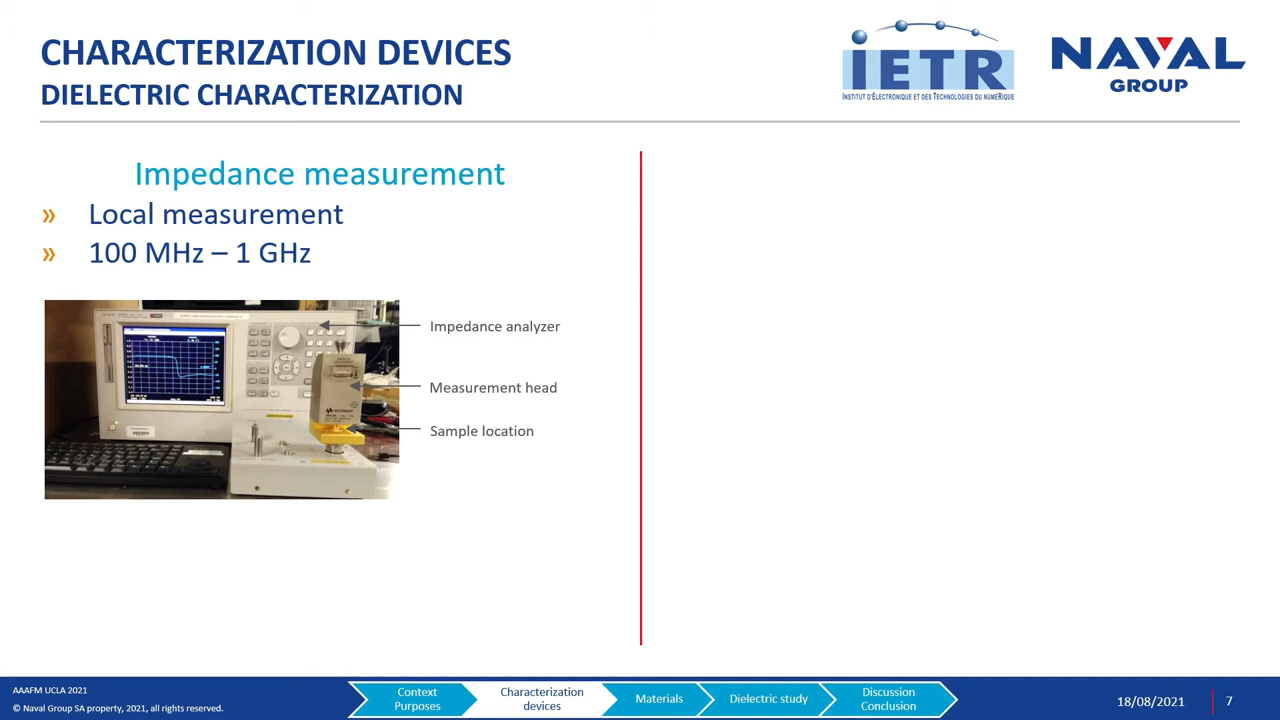 CHARACTERIZATION DEVICES
DIELECTRIC CHARACTERIZATION
IETR
INSTITUT D'ÉLECTRONIQUE ET DES TECHNOLOGIES DU NUMÉRIQUE
NAVAL
GROUP
Impedance measurement
» Local measurement
» 100 MHz – 1 GHz
Impedance analyzer
Measurement head
Sample location
AAAFM UCLA 2021
© Naval Group SA property, 2021, all rights reserved.
Context
Purposes
Characterization
devices
Materials
Dielectric study
Discussion
Conclusion
18/08/2021
7